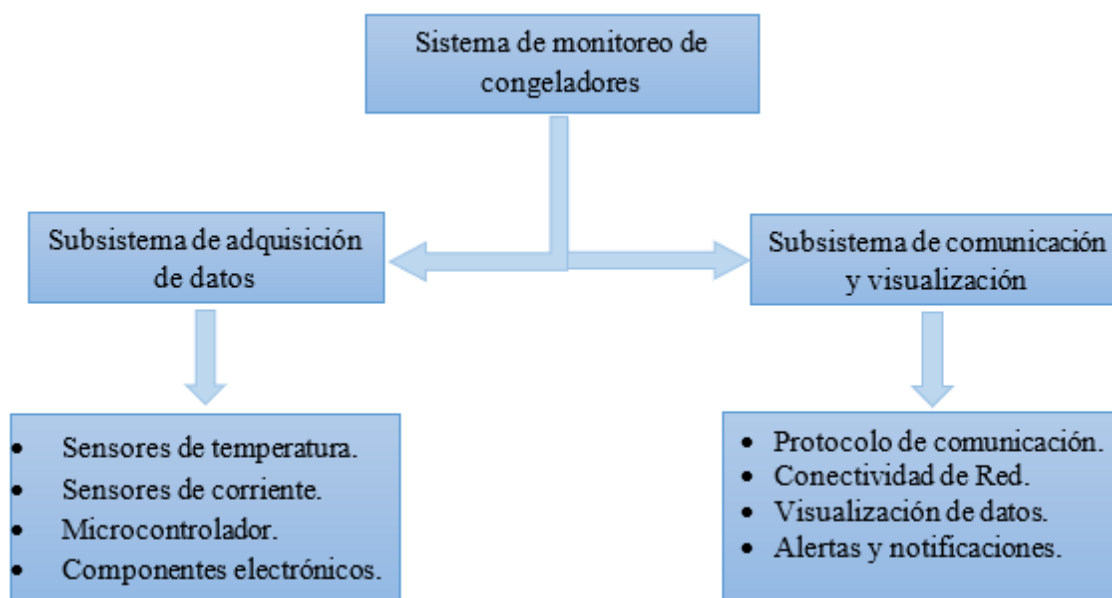 Sistema de monitoreo de
congeladores
Subsistema de adquisición
de datos
Subsistema de comunicación
y visualización
• Sensores de temperatura.
• Sensores de corriente.
• Microcontrolador.
• Componentes electrónicos.
• Protocolo de comunicación.
• Conectividad de Red.
• Visualización de datos.
• Alertas y notificaciones.